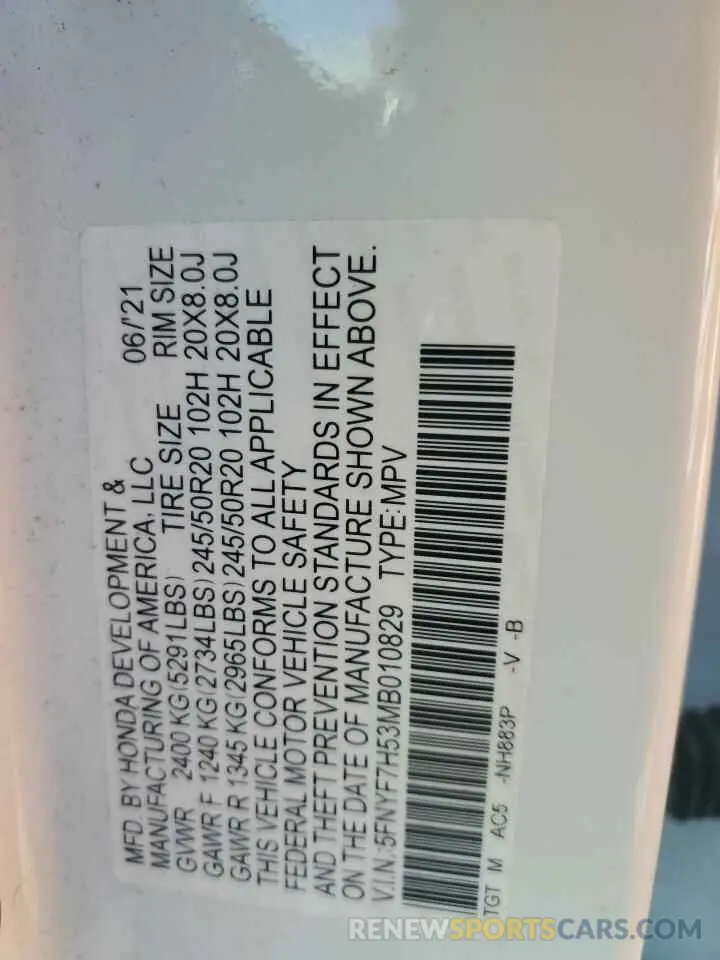 MFD. BY HONDA DEVELOPMENT & 06/'21
MANUFACTURING OF AMERICA, LLC
GVWR 2400 KG(5291LBS) TIRE SIZE RIM SIZE
GAWR F 1240 KG(2734LBS)245/50R20 102H 20X8.0J
GAWR R 1345 KG(2965LBS)245/50R20 102H 20X8.0J
THIS VEHICLE CONFORMS TO ALL APPLICABLE
FEDERAL MOTOR VEHICLE SAFETY
AND THEFT PREVENTION STANDARDS IN EFFECT
ON THE DATE OF MANUFACTURE SHOWN ABOVE.
V.I.N:5FNYF7H53MB010829 TYPE:MPV
TGT M AC5 -NH883P -V -B
RENEWSPORTSCARS.COM